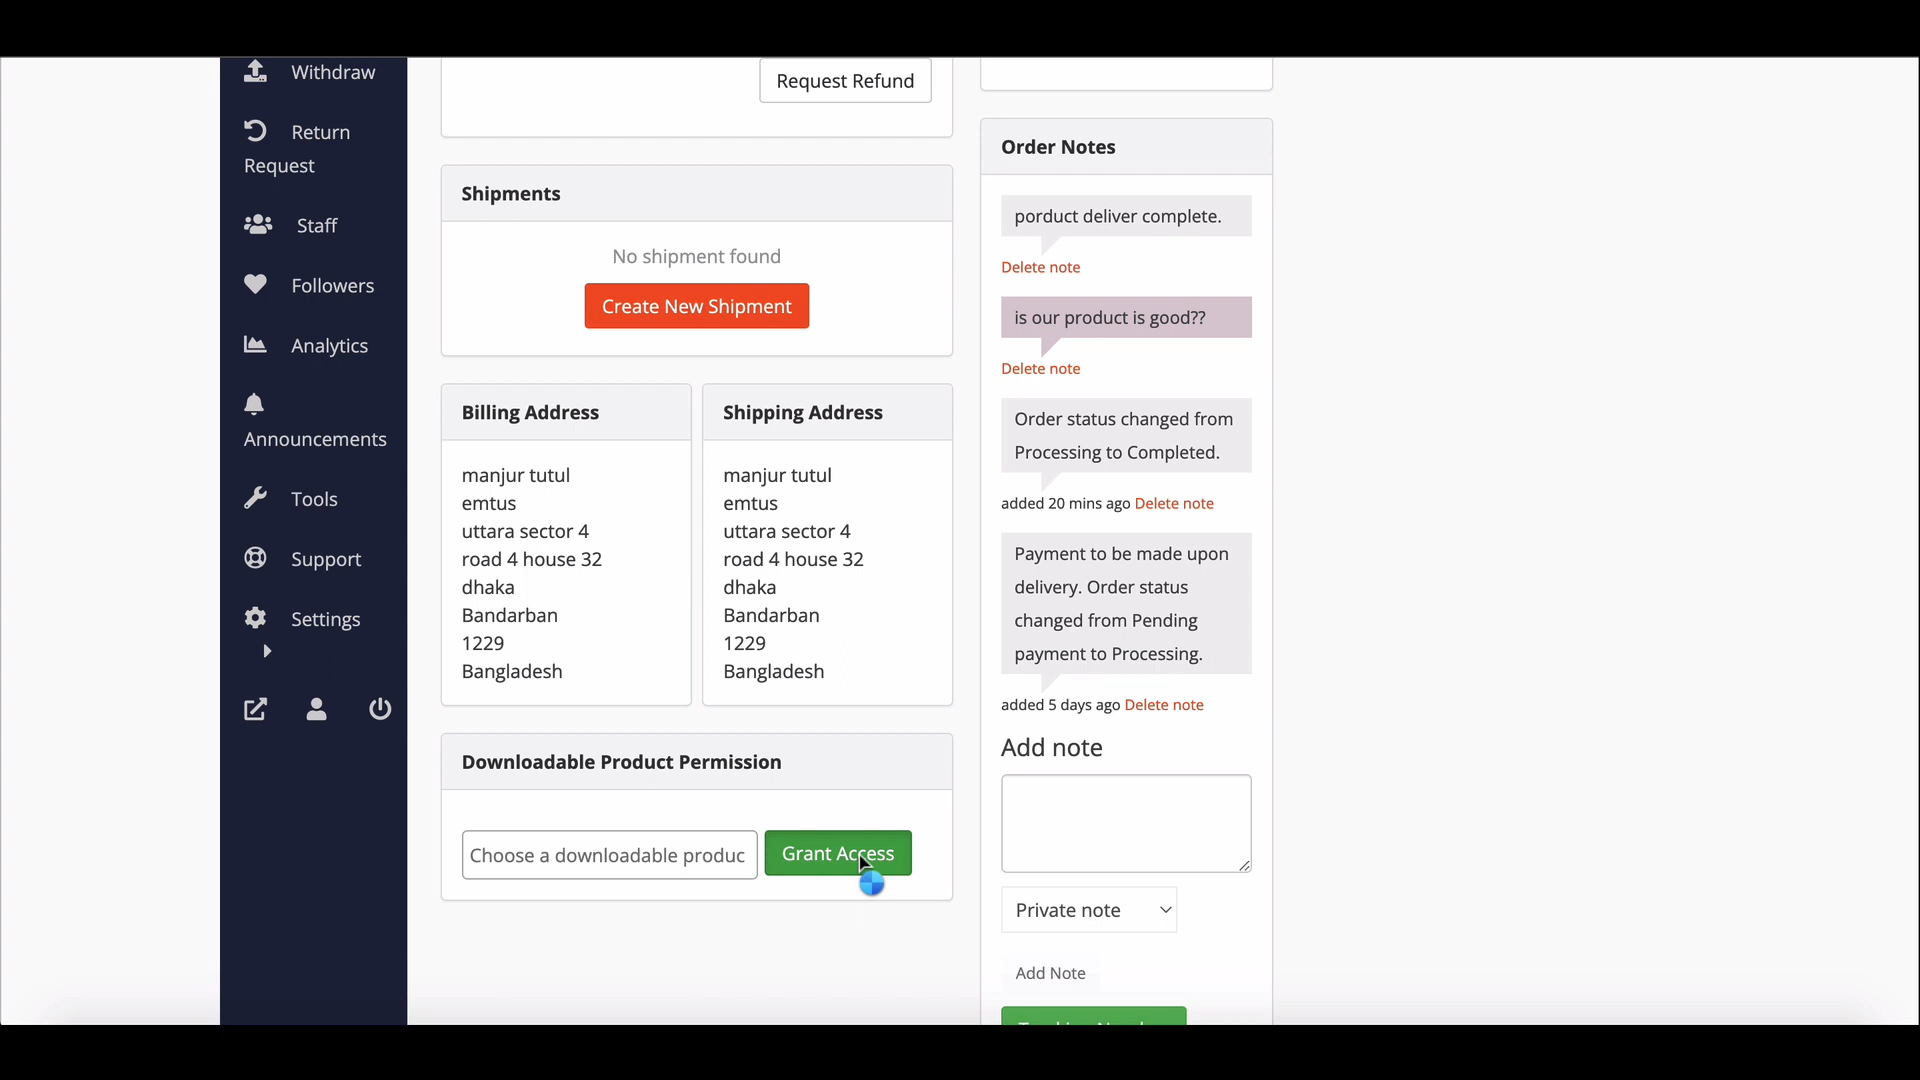 Withdraw
Return
Request
Staff
Followers
Analytics
Announcements
Tools
Support
Settings
Request Refund
Shipments
No shipment found
Create New Shipment
Billing Address
manjur tutul
emtus
uttara sector 4
road 4 house 32
dhaka
Bandarban
1229
Bangladesh
Shipping Address
manjur tutul
emtus
uttara sector 4
road 4 house 32
dhaka
Bandarban
1229
Bangladesh
Downloadable Product Permission
Choose a downloadable produc
Grant Access
Order Notes
porduct deliver complete.
Delete note
is our product is good??
Delete note
Order status changed from
Processing to Completed.
added 20 mins ago Delete note
Payment to be made upon
delivery. Order status
changed from Pending
payment to Processing.
added 5 days ago Delete note
Add note
Private note
Add Note